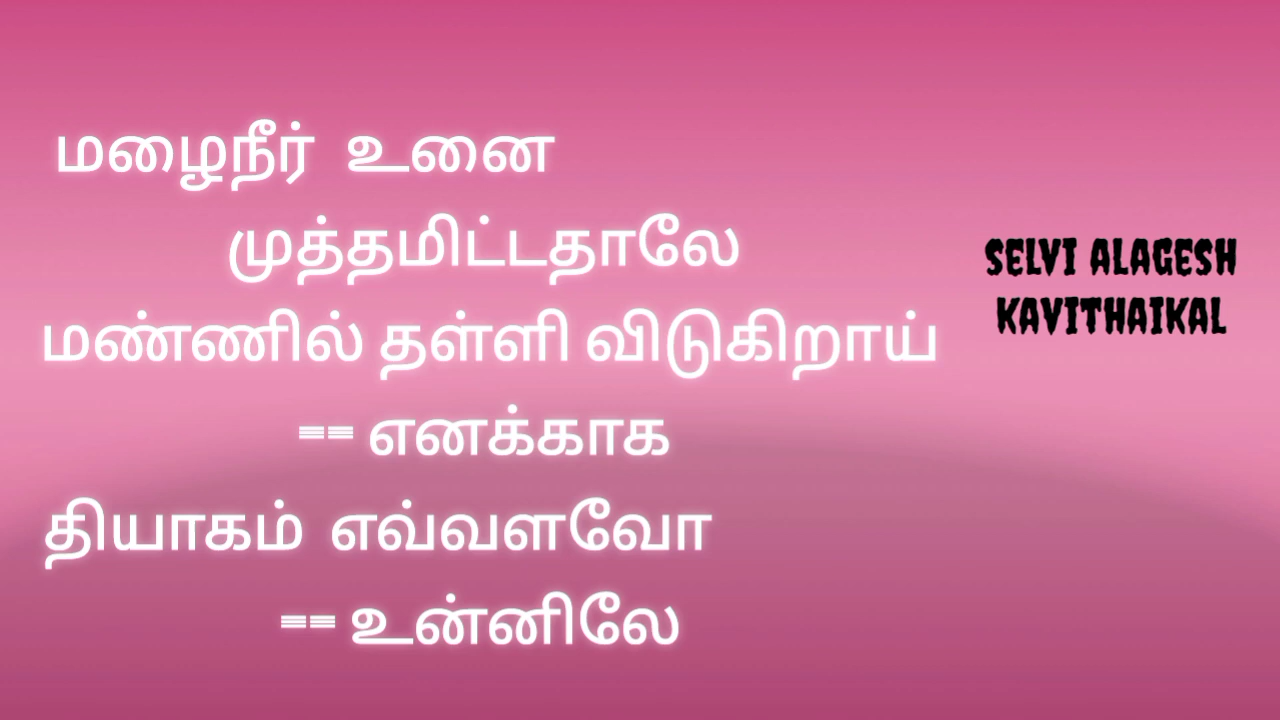 மழைநீர் உனை
முத்தமிட்டதாலே
மண்ணில் தள்ளி விடுகிறாய்
== எனக்காக
தியாகம் எவ்வளவோ
== உன்னிலே
SELVI ALAGESH
KAVITHAIKAL